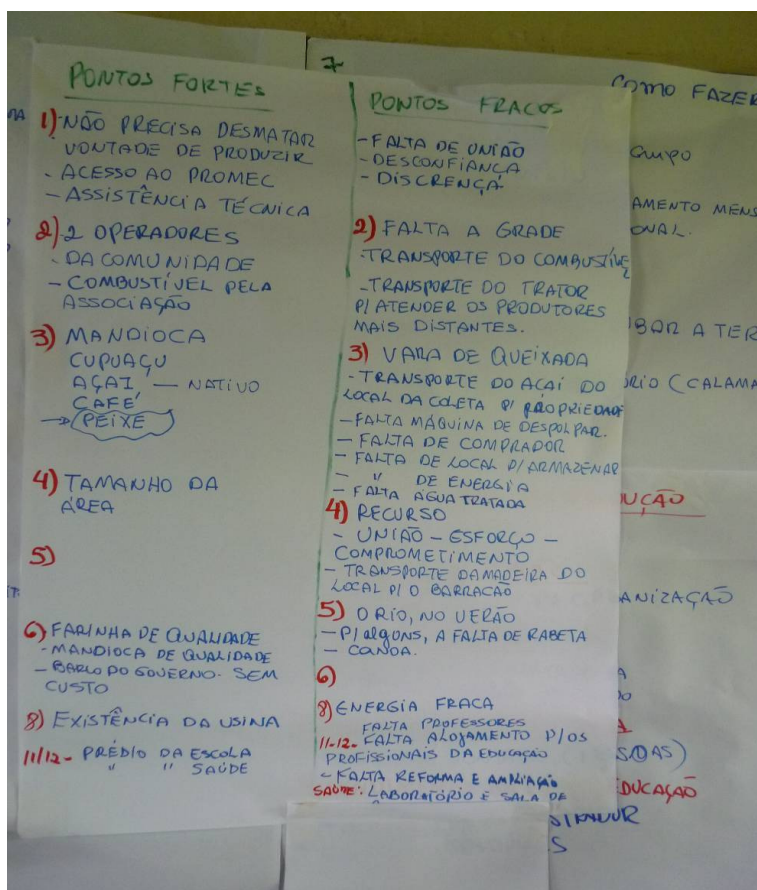 PONTOS FORTES
1) NÃO PRECISA DESMATAR
VONTADE DE PRODUZIR
- ACESSO AO PROMEC
- ASSISTÊNCIA TÉCNICA
2) 2 OPERADORES
- DA COMUNIDADE
- COMBUSTÍVEL PELA
ASSOCIAÇÃO
3) MANDIOCA
CUPUAÇU
AÇAÍ - NATIVO
CAFÉ
→ PEIXE
4) TAMANHO DA
ÁREA
5)
6) FARINHA DE QUALIDADE
- MANDIOCA DE QUALIDADE
- BARCO DO GOVERNO. SEM
CUSTO
8) EXISTÊNCIA DA USINA
11/12- PRÉDIO DA ESCOLA
" " SAÚDE
PONTOS FRACOS
- FALTA DE UNIÃO
- DESCONFIANÇA
- DISCRENÇA
2) FALTA A GRADE
- TRANSPORTE DO COMBUSTÍVEL
- TRANSPORTE DO TRATOR
P/ ATENDER OS PRODUTORES
MAIS DISTANTES.
3) VARA DE QUEIXADA
- TRANSPORTE DO AÇAÍ DO
LOCAL DA COLETA P/ PROPRIEDADE
- FALTA MÁQUINA DE DESPOLPAR.
- FALTA DE COMPRADOR
- FALTA DE LOCAL P/ ARMAZENAR
- " DE ENERGIA
- FALTA ÁGUA TRATADA
4) RECURSO
- UNIÃO - ESFORÇO -
COMPROMETIMENTO
- TRANSPORTE DA MADEIRA DO
LOCAL P/ O BARRACÃO
5) O RIO, NO VERÃO
- P/ alguns, A FALTA DE RABETA
- CANOA.
6)
8) ENERGIA FRACA
FALTA PROFESSORES
11-12- FALTA ALOJAMENTO P/ OS
PROFISSIONAIS DA EDUCAÇÃO
- FALTA REFORMA E AMPLIAÇÃO
SAÚDE: LABORATÓRIO E SALA DE
7
COMO FAZER
CAMPO
AMENTO MENS
ONAL.
A TER
RIO (CALAMA
UÇÃO
ANIZAÇÃO
SOAS)
EDUCAÇÃO